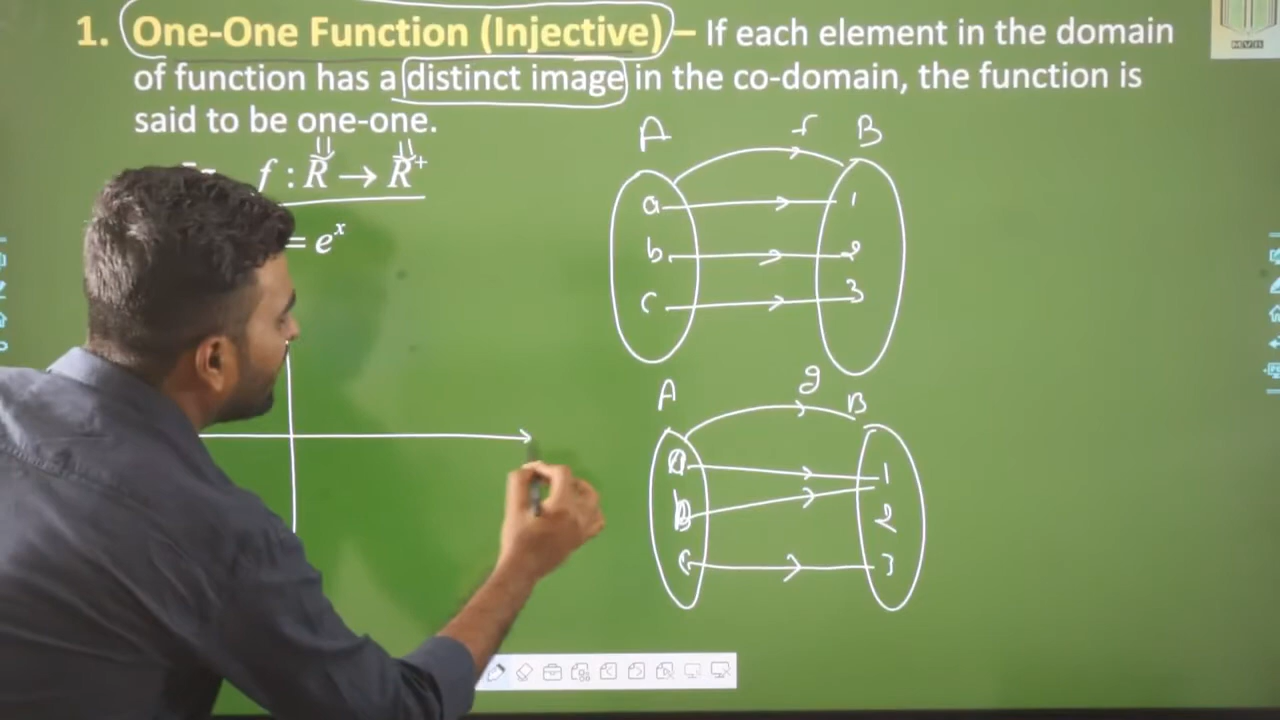 1. One-One Function (Injective) – If each element in the domain
of function has a distinct image in the co-domain, the function is
said to be one-one.
f : R → R⁺
= eˣ
A f B
a 1
b 2
c 3
A g B
a 1
b 2
c 3